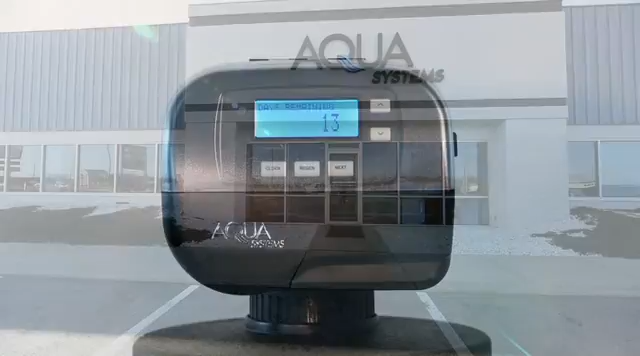 AQUA
SYSTEMS
DAYS REMAINING
13
CLOCK
REGEN
NEXT
AQUA
SYSTEMS